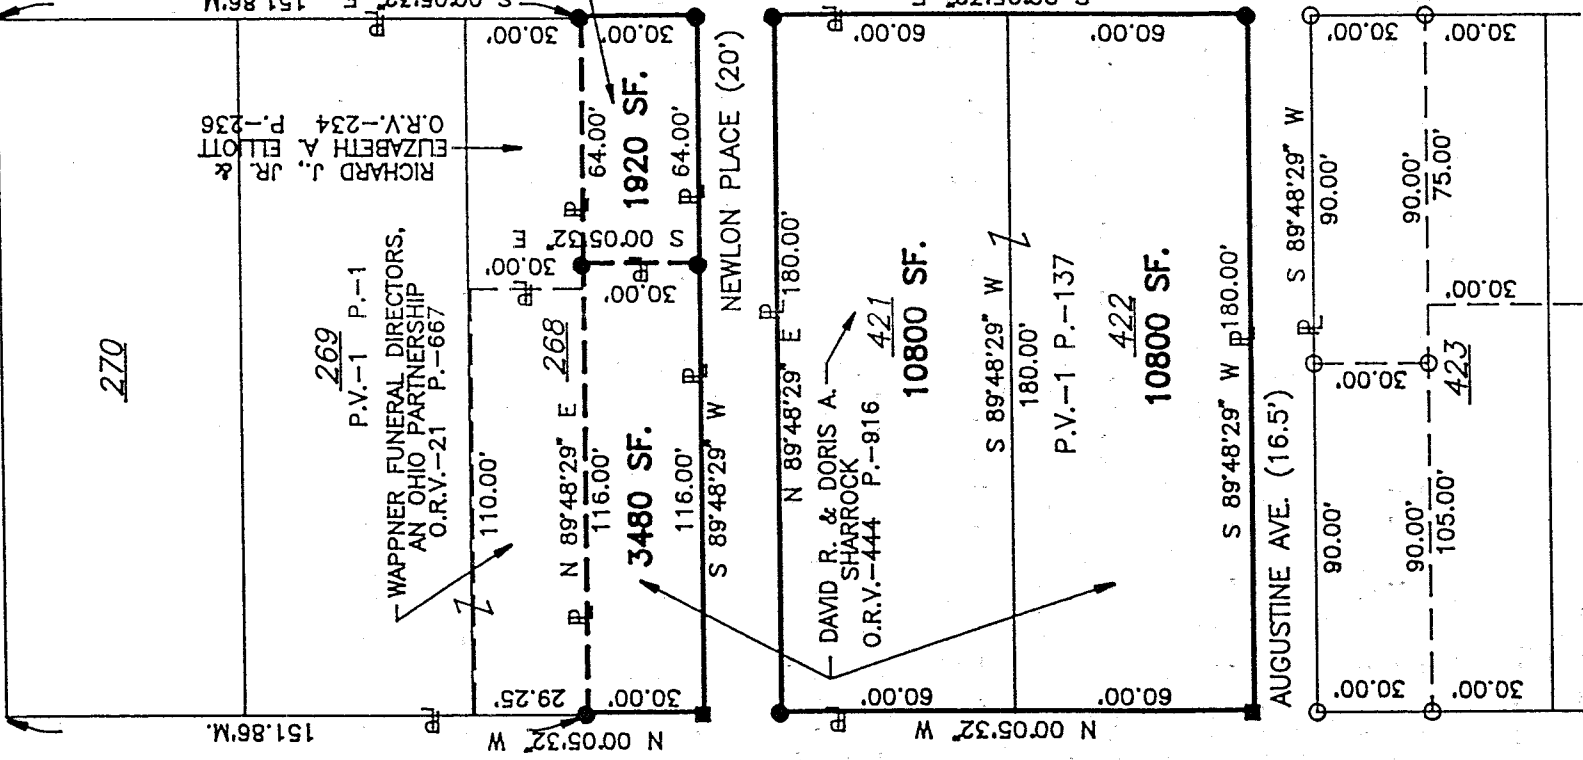 S 00°05'32" E 151.86'M
30.00'
30.00'
S 00°05'32" E
60.00'
60.00'
30.00'
30.00'
270
269
P.V.-1 P.-1
WAPPNER FUNERAL DIRECTORS,
AN OHIO PARTNERSHIP
O.R.V.-21 P.-667
RICHARD J., JR. &
ELIZABETH A. ELLIOTT
O.R.V.-234 P.-236
110.00'
30.00'
268
N 89°48'29" E
116.00'
3480 SF.
116.00'
S 89°48'29" W
64.00'
1920 SF.
64.00'
S 00°05'32" E
30.00'
NEWLON PLACE (20')
N 89°48'29" E 180.00'
DAVID R. & DORIS A.
SHARROCK
O.R.V.-444 P.-916
421
10800 SF.
S 89°48'29" W
180.00'
P.V.-1 P.-137
422
10800 SF.
S 89°48'29" W 180.00'
AUGUSTINE AVE. (16.5')
S 89°48'29" W
90.00'
90.00'
90.00'
75.00'
90.00'
105.00'
30.00'
30.00'
423
151.86'M.
29.25'
30.00'
N 00°05'32" W
60.00'
60.00'
N 00°05'32" W
30.00'
30.00'